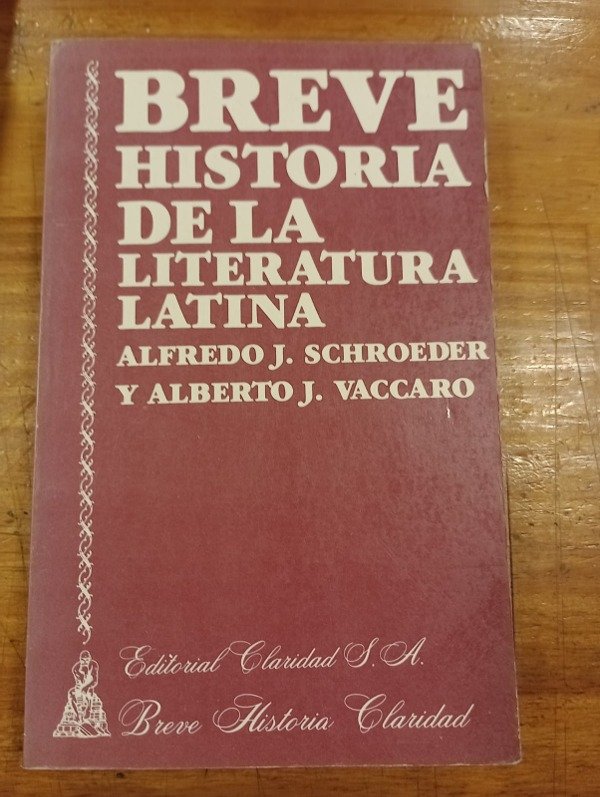 BREVE
HISTORIA
DE LA
LITERATURA
LATINA
ALFREDO J. SCHROEDER
Y ALBERTO J. VACCARO
Editorial Claridad S. A.
Breve Historia Claridad